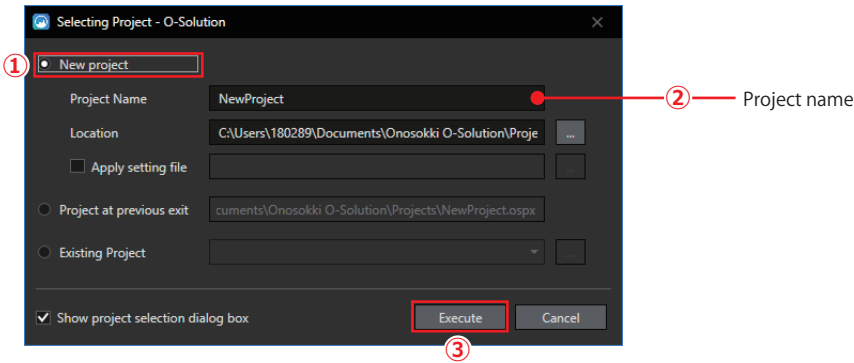 Selecting Project - O-Solution
① New project
Project Name NewProject
② Project name
Location C:\Users\180289\Documents\Onosokki O-Solution\Proje ...
Apply setting file ...
Project at previous exit cuments\Onosokki O-Solution\Projects\NewProject.ospx
Existing Project ...
Show project selection dialog box Execute Cancel
③